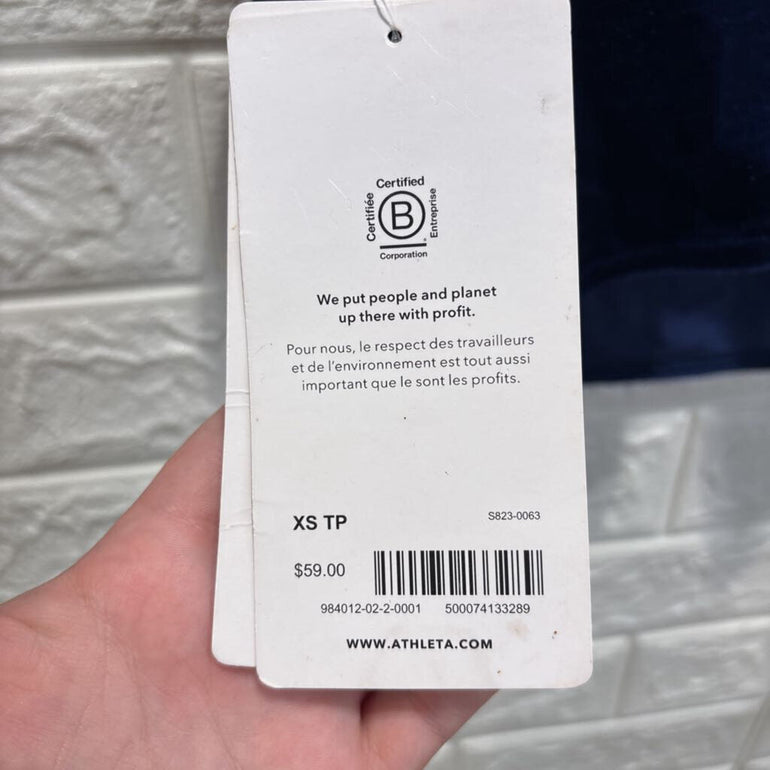 Certified
Certifiée
B
Entreprise
Corporation
We put people and planet
up there with profit.
Pour nous, le respect des travailleurs
et de l'environnement est tout aussi
important que le sont les profits.
XS TP
S823-0063
$59.00
984012-02-2-0001 500074133289
WWW.ATHLETA.COM